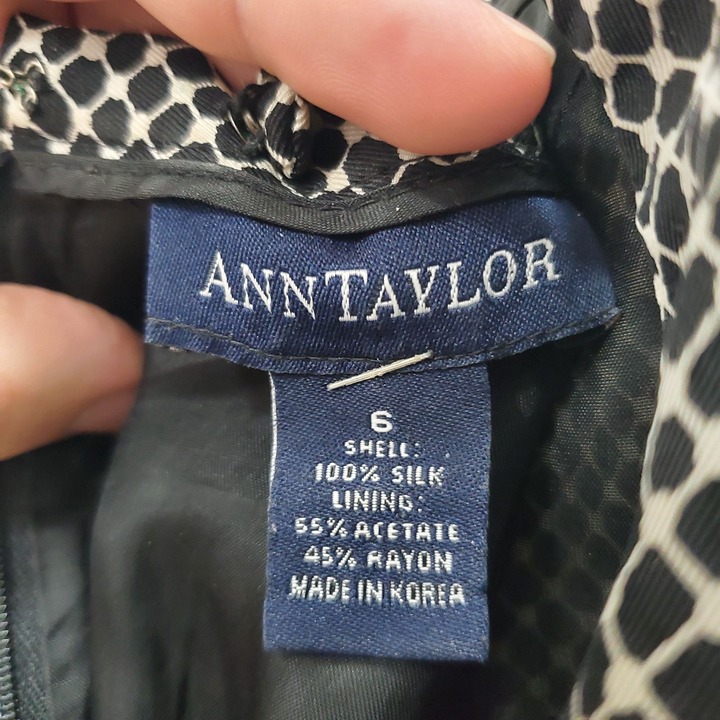 ANNTAYLOR
6
SHELL:
100% SILK
LINING:
55% ACETATE
45% RAYON
MADE IN KOREA